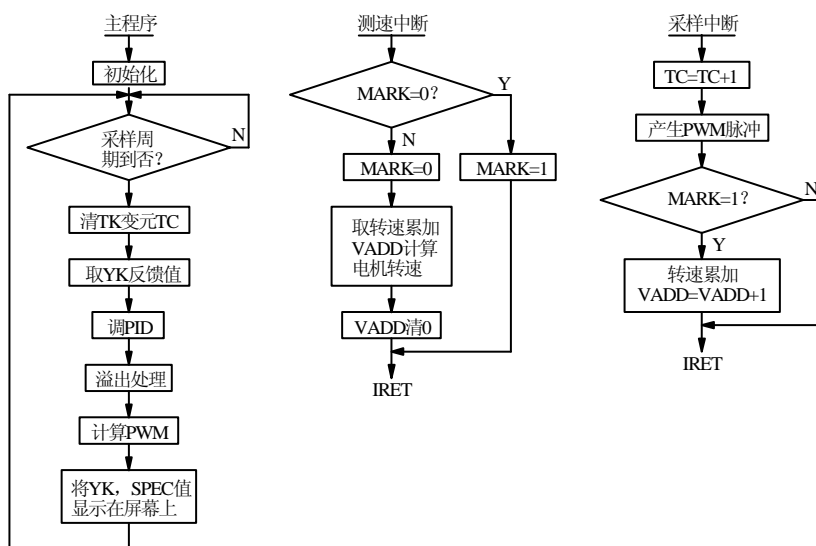 主程序
初始化
采样周
期到否？
N
清TK变元TC
取YK反馈值
调PID
溢出处理
计算PWM
将YK，SPEC值
显示在屏幕上
测速中断
MARK=0？
Y
N
MARK=0
MARK=1
取转速累加
VADD计算
电机转速
VADD清0
IRET
采样中断
TC=TC+1
产生PWM脉冲
MARK=1？
N
Y
转速累加
VADD=VADD+1
IRET